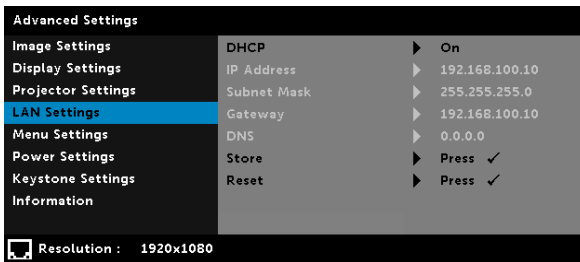 Advanced Settings
Image Settings
Display Settings
Projector Settings
LAN Settings
Menu Settings
Power Settings
Keystone Settings
Information
DHCP On
IP Address 192.168.100.10
Subnet Mask 255.255.255.0
Gateway 192.168.100.10
DNS 0.0.0.0
Store Press ✓
Reset Press ✓
Resolution : 1920x1080